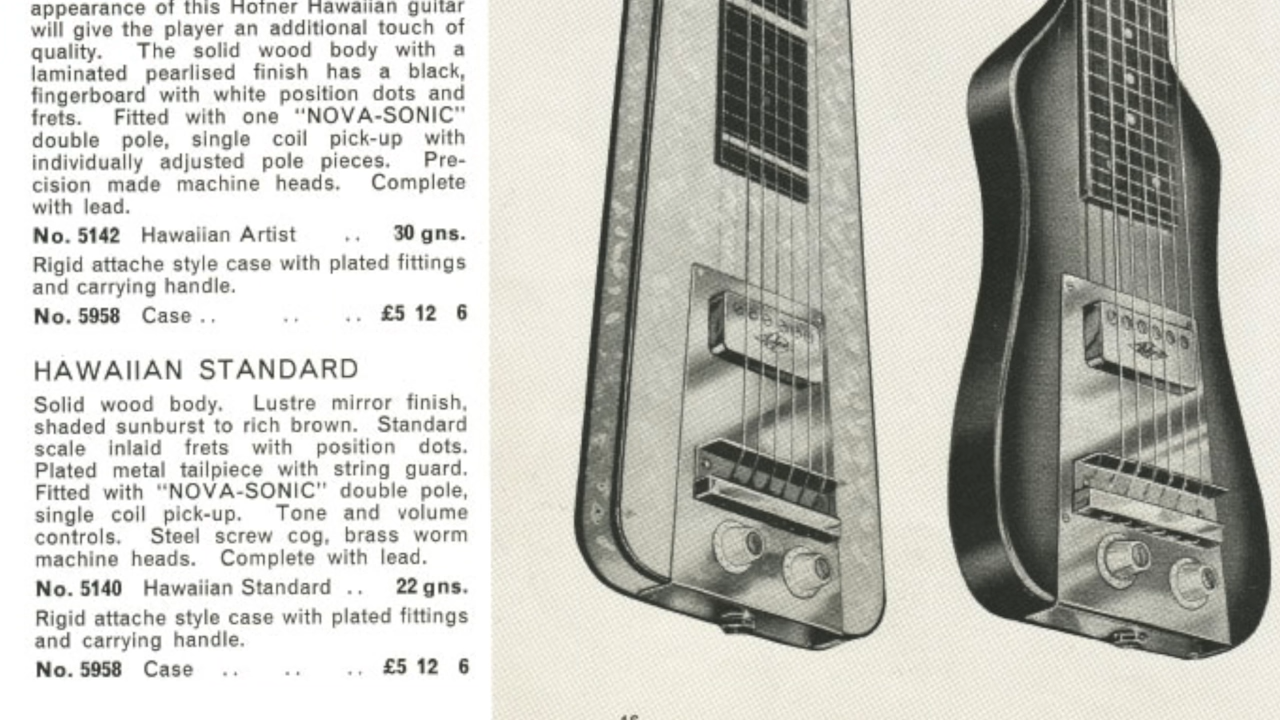 appearance of this Hofner Hawaiian guitar
will give the player an additional touch of
quality. The solid wood body with a
laminated pearlised finish has a black,
fingerboard with white position dots and
frets. Fitted with one "NOVA-SONIC"
double pole, single coil pick-up with
individually adjusted pole pieces. Pre-
cision made machine heads. Complete
with lead.
No. 5142 Hawaiian Artist .. 30 gns.
Rigid attache style case with plated fittings
and carrying handle.
No. 5958 Case .. .. .. £5 12 6
HAWAIIAN STANDARD
Solid wood body. Lustre mirror finish,
shaded sunburst to rich brown. Standard
scale inlaid frets with position dots.
Plated metal tailpiece with string guard.
Fitted with "NOVA-SONIC" double pole,
single coil pick-up. Tone and volume
controls. Steel screw cog, brass worm
machine heads. Complete with lead.
No. 5140 Hawaiian Standard .. 22 gns.
Rigid attache style case with plated fittings
and carrying handle.
No. 5958 Case .. .. .. £5 12 6